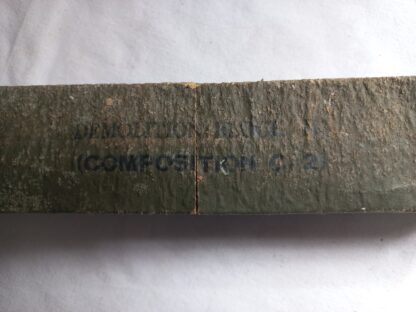 DEMOLITION BLOCK
(COMPOSITION C. 2)